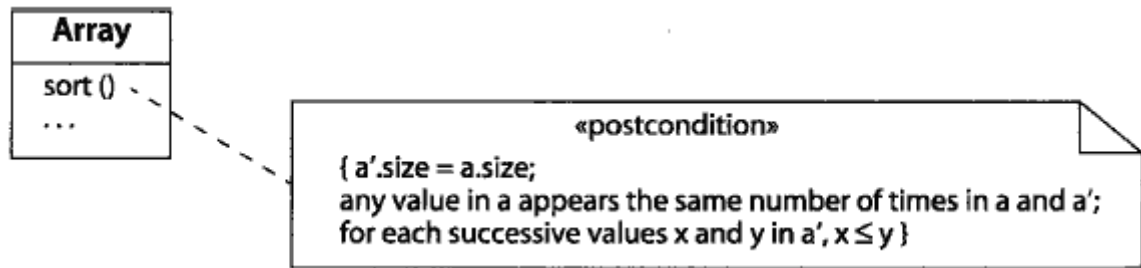 Array
sort ()
...
«postcondition»
{ a′.size = a.size;
any value in a appears the same number of times in a and a′;
for each successive values x and y in a′, x ≤ y }